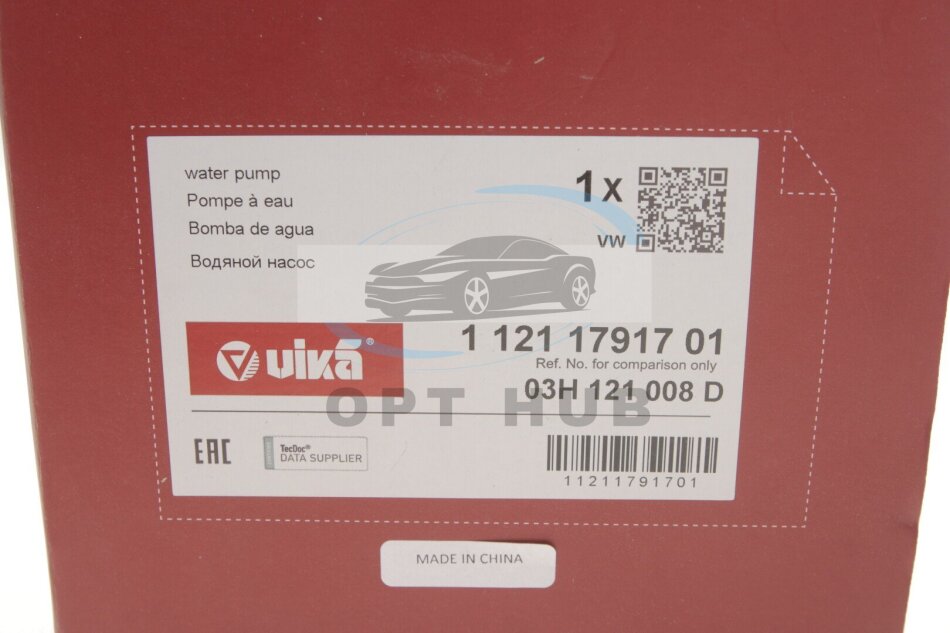 water pump
Pompe à eau
Bomba de agua
Водяной насос
1x
VW
vika®
1 121 17917 01
Ref. No. for comparison only
03H 121 008 D
OPT HUB
EAC
TecDoc®
DATA SUPPLIER
11211791701
MADE IN CHINA